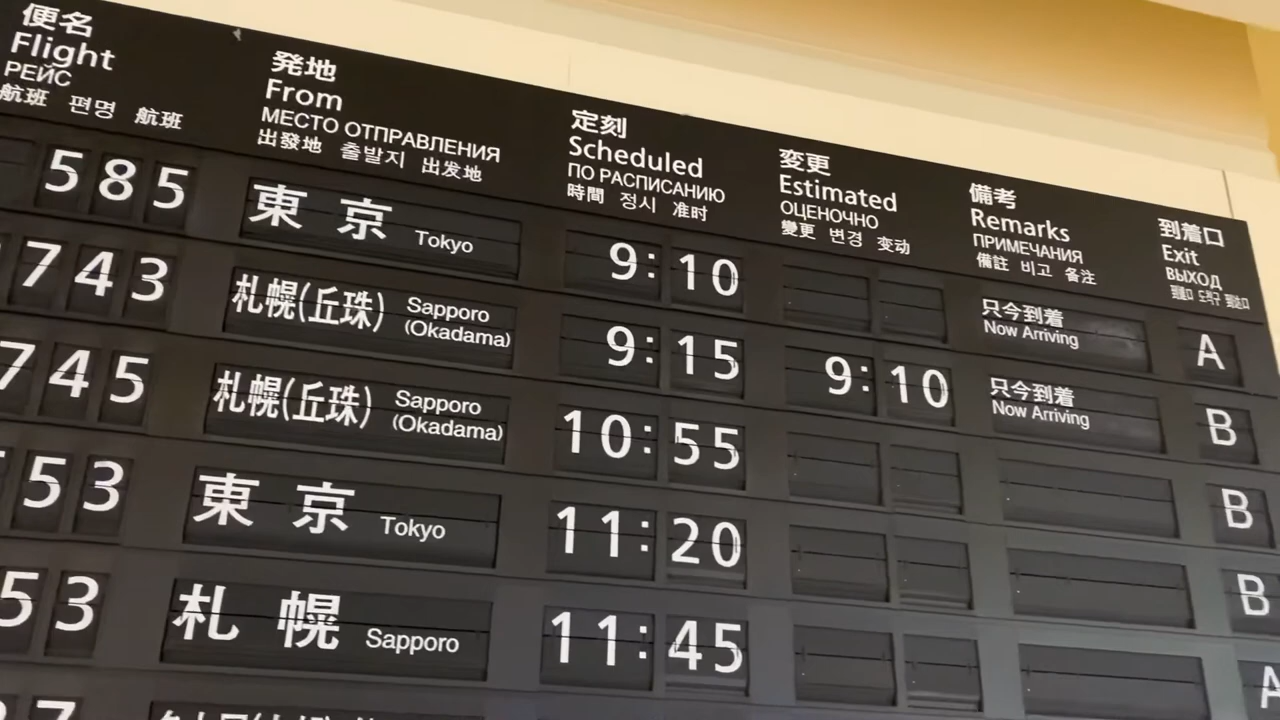 便名
Flight
РЕЙС
航班 편명 航班
発地
From
МЕСТО ОТПРАВЛЕНИЯ
出發地 출발지 出发地
定刻
Scheduled
ПО РАСПИСАНИЮ
時間 정시 准时
変更
Estimated
ОЦЕНОЧНО
變更 변경 变动
備考
Remarks
ПРИМЕЧАНИЯ
備註 비고 备注
到着口
Exit
ВЫХОД
585 東京 Tokyo 9:10 只今到着 Now Arriving A
743 札幌(丘珠) Sapporo (Okadama) 9:15 9:10 只今到着 Now Arriving B
745 札幌(丘珠) Sapporo (Okadama) 10:55 B
53 東京 Tokyo 11:20 B
53 札幌 Sapporo 11:45 A
7